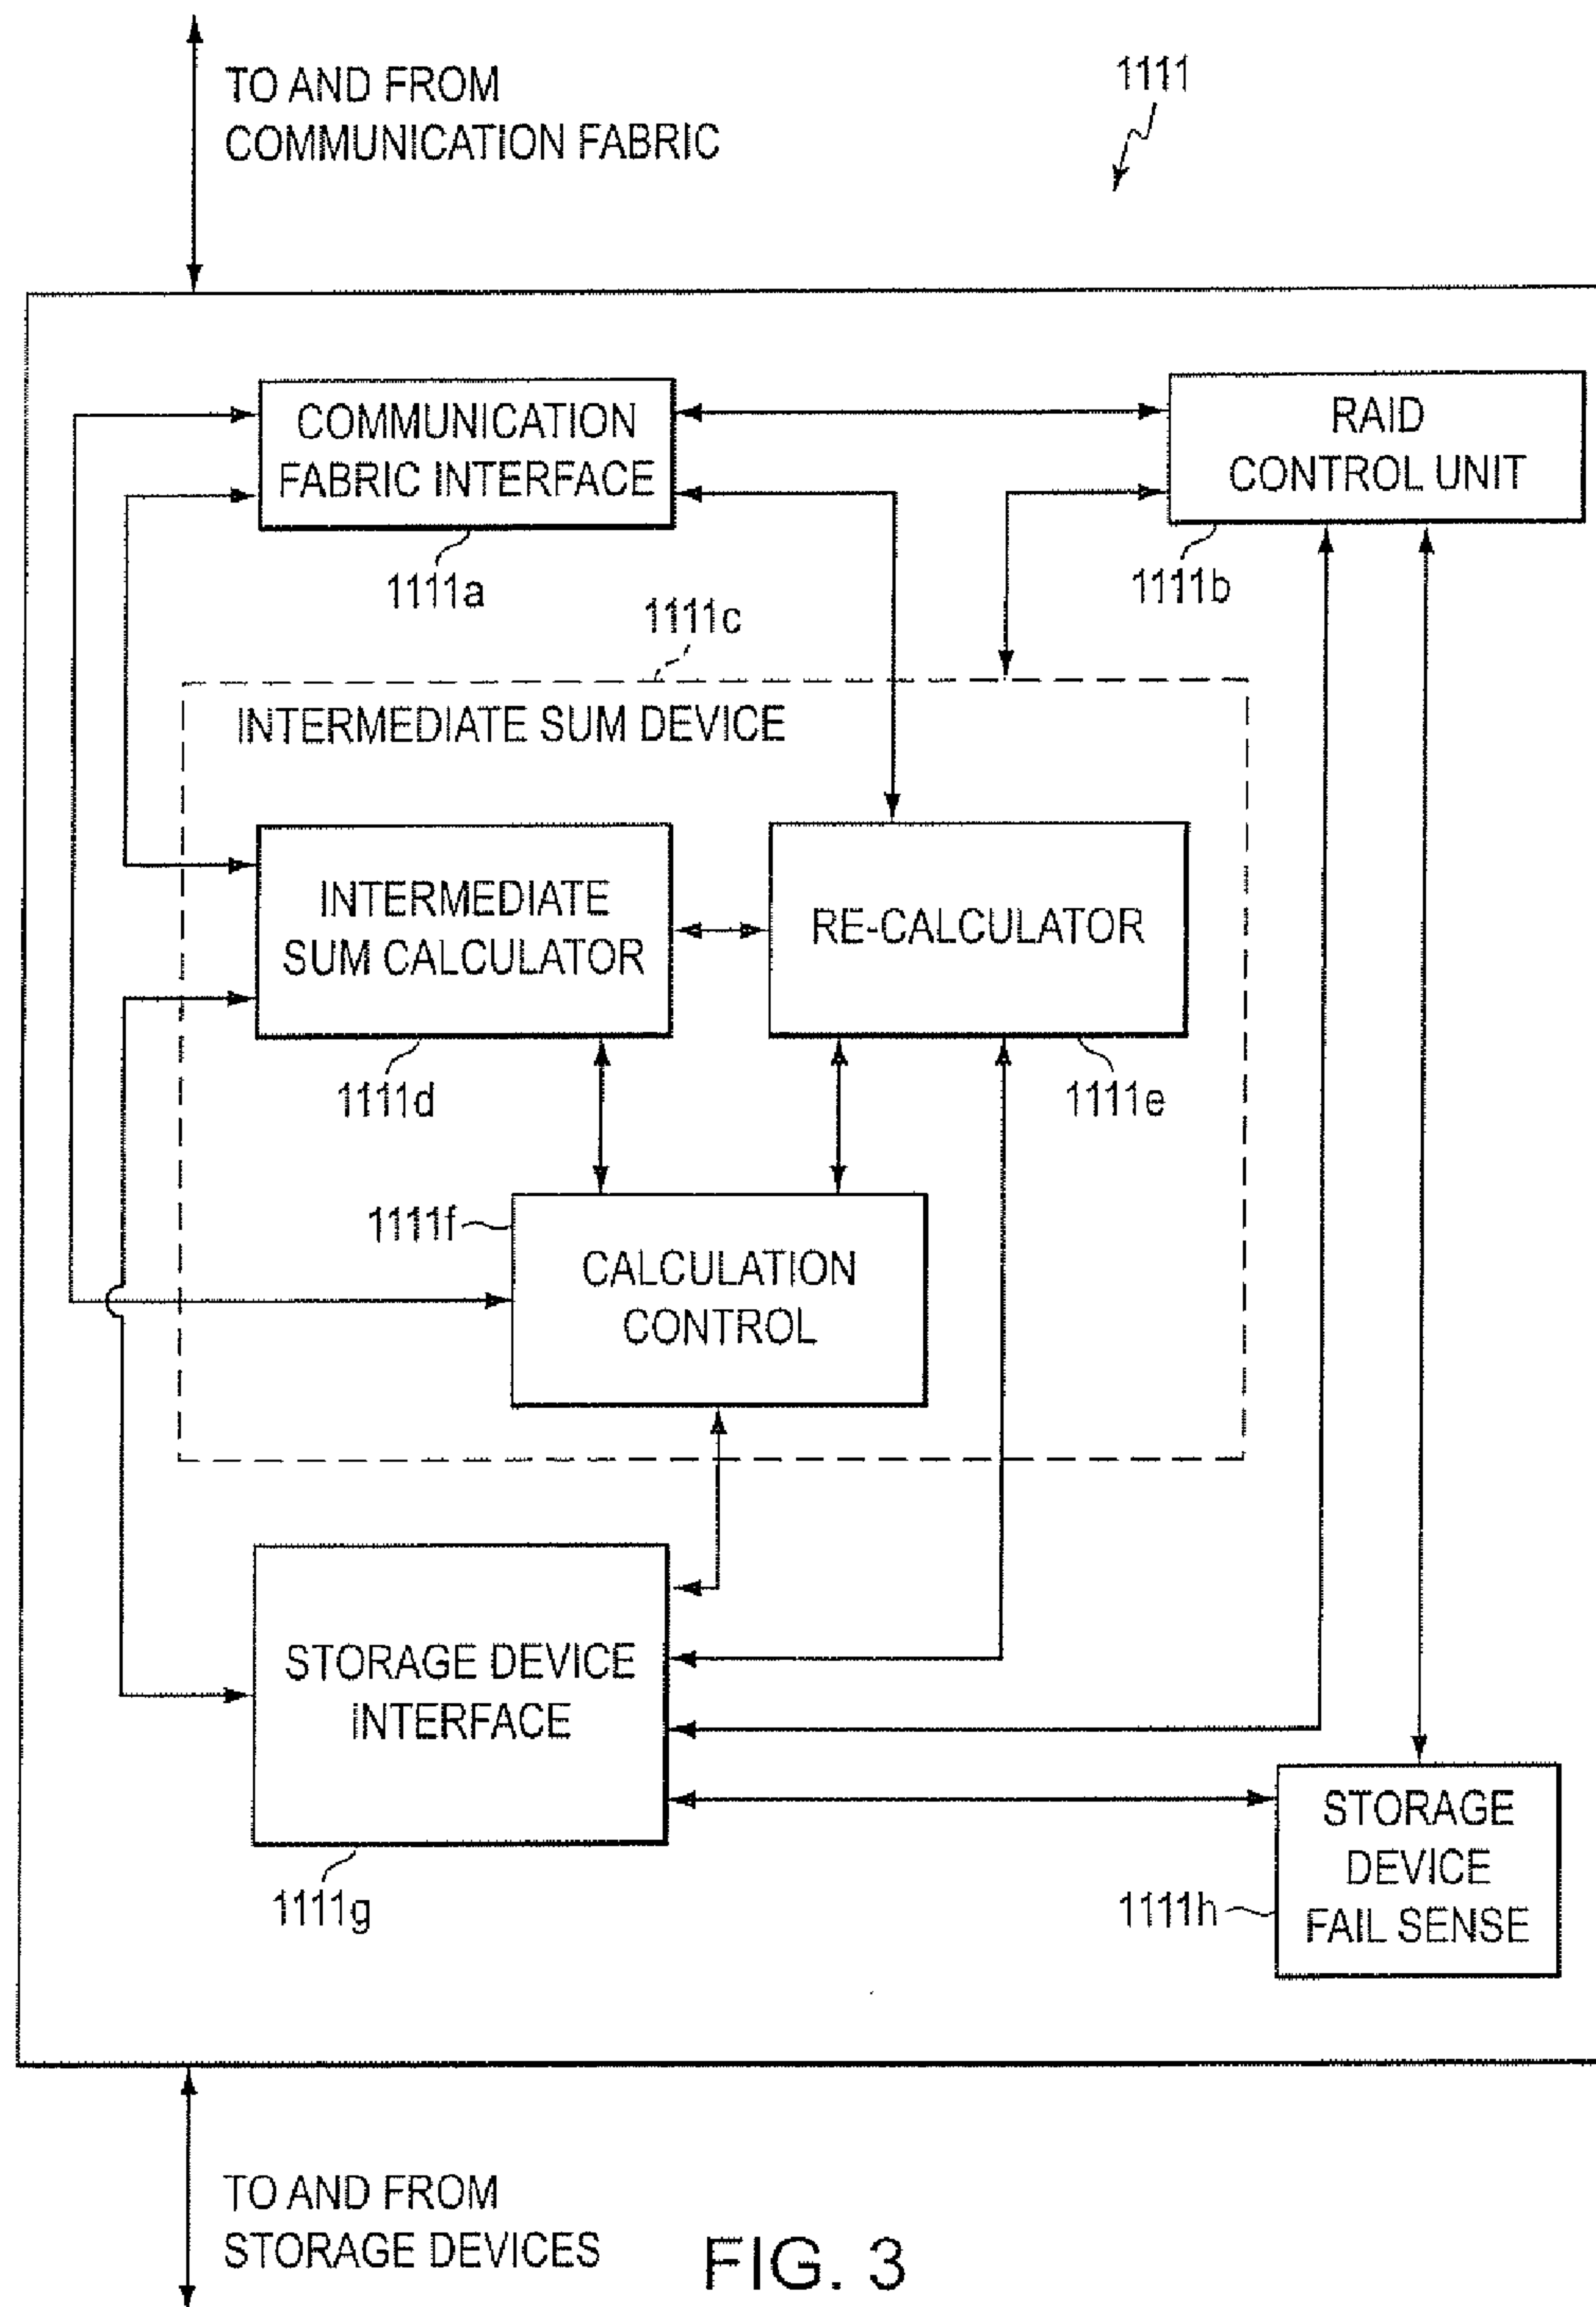 TO AND FROM
COMMUNICATION FABRIC
1111
COMMUNICATION
FABRIC INTERFACE
1111a
RAID
CONTROL UNIT
1111b
1111c
INTERMEDIATE SUM DEVICE
INTERMEDIATE
SUM CALCULATOR
1111d
RE-CALCULATOR
1111e
1111f
CALCULATION
CONTROL
STORAGE DEVICE
INTERFACE
1111g
STORAGE
DEVICE
FAIL SENSE
1111h
TO AND FROM
STORAGE DEVICES
FIG. 3